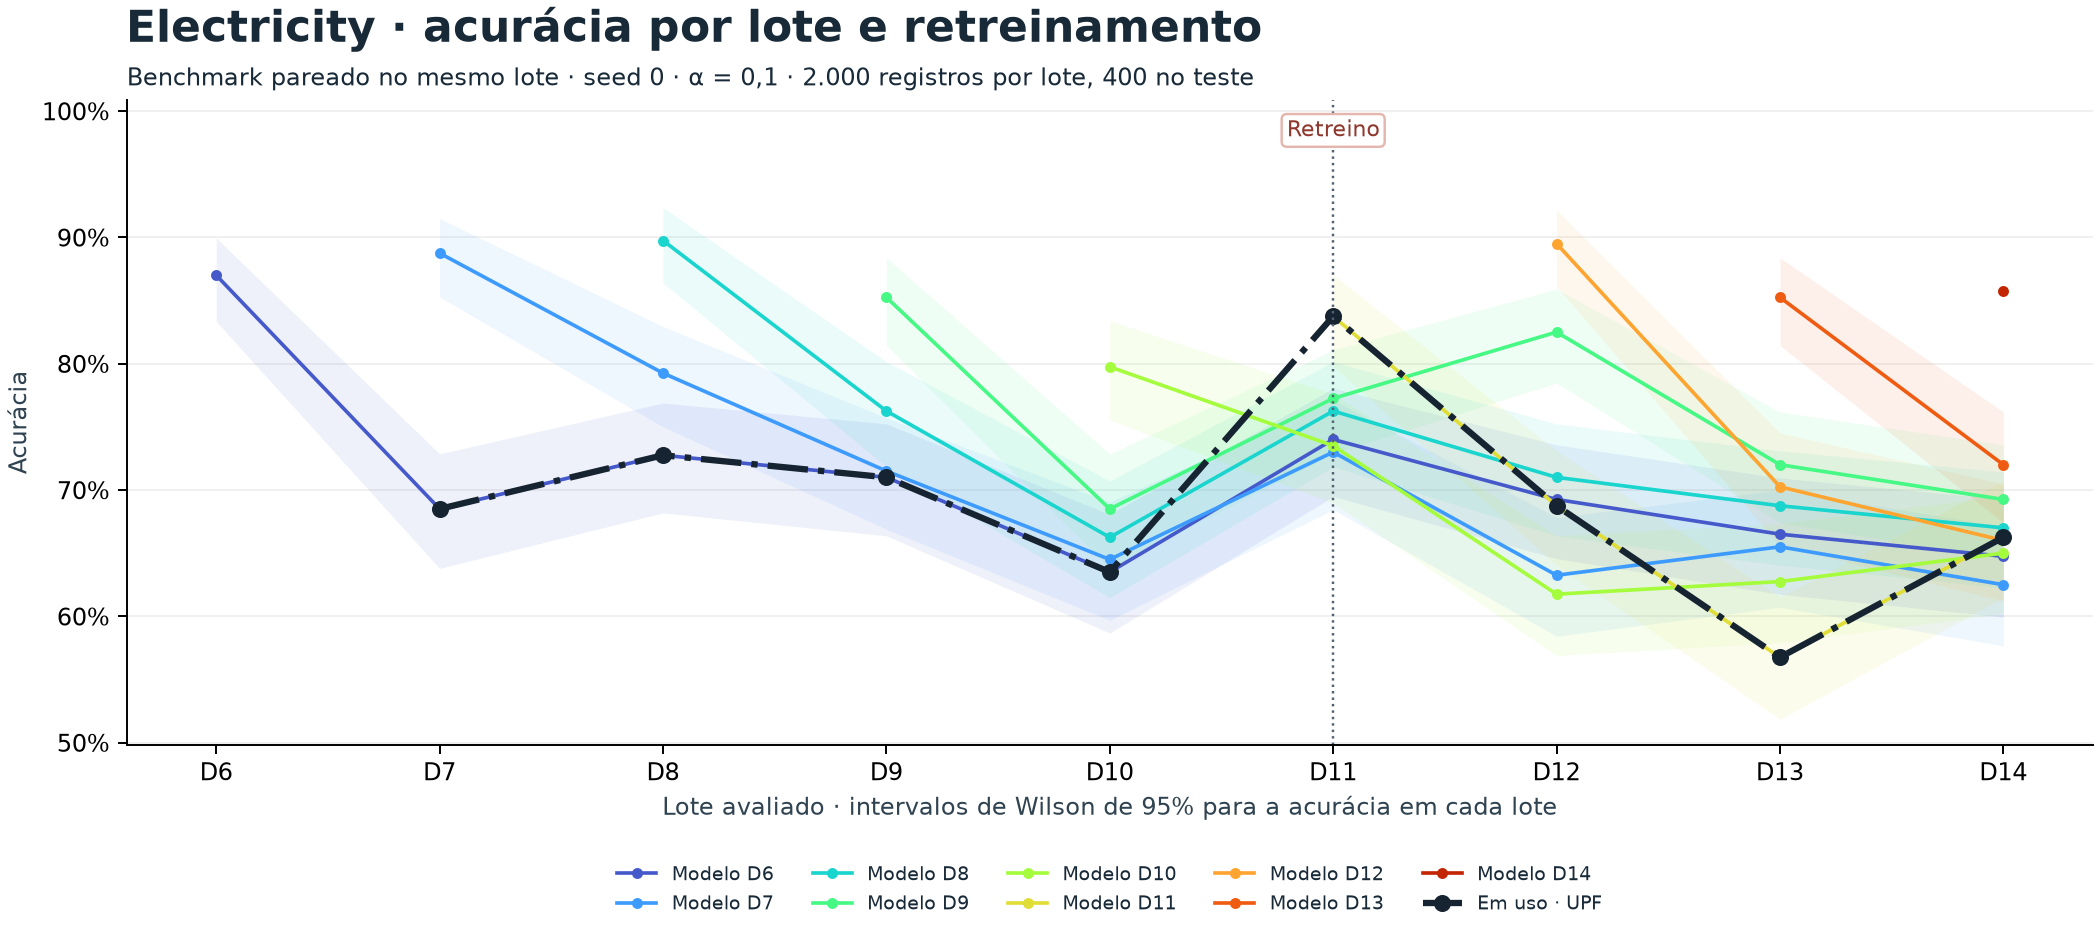 Electricity · acurácia por lote e retreinamento
Benchmark pareado no mesmo lote · seed 0 · α = 0,1 · 2.000 registros por lote, 400 no teste
100%
90%
80%
70%
60%
50%
Acurácia
Retreino
D6 D7 D8 D9 D10 D11 D12 D13 D14
Lote avaliado · intervalos de Wilson de 95% para a acurácia em cada lote
Modelo D6 Modelo D8 Modelo D10 Modelo D12 Modelo D14
Modelo D7 Modelo D9 Modelo D11 Modelo D13 Em uso · UPF